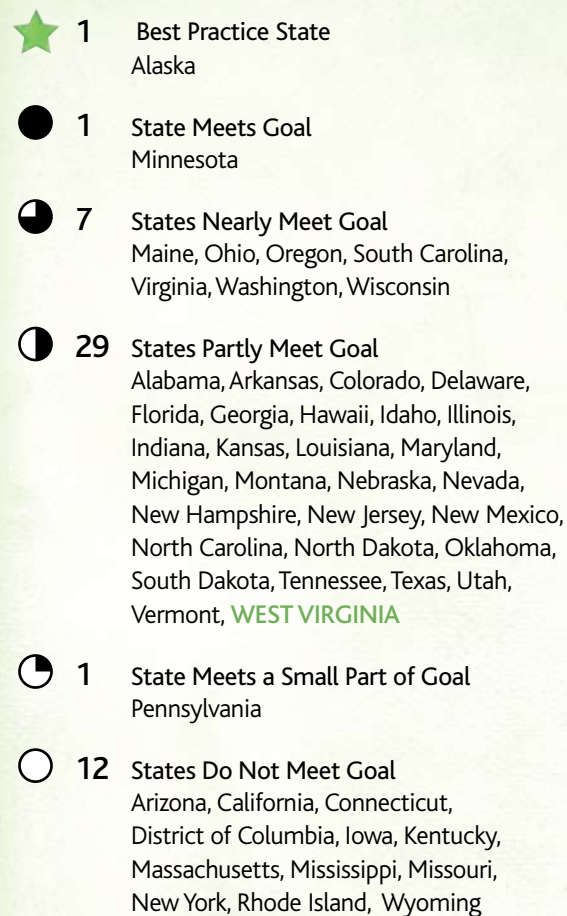 1 Best Practice State
Alaska
1 State Meets Goal
Minnesota
7 States Nearly Meet Goal
Maine, Ohio, Oregon, South Carolina,
Virginia, Washington, Wisconsin
29 States Partly Meet Goal
Alabama, Arkansas, Colorado, Delaware,
Florida, Georgia, Hawaii, Idaho, Illinois,
Indiana, Kansas, Louisiana, Maryland,
Michigan, Montana, Nebraska, Nevada,
New Hampshire, New Jersey, New Mexico,
North Carolina, North Dakota, Oklahoma,
South Dakota, Tennessee, Texas, Utah,
Vermont, WEST VIRGINIA
1 State Meets a Small Part of Goal
Pennsylvania
12 States Do Not Meet Goal
Arizona, California, Connecticut,
District of Columbia, Iowa, Kentucky,
Massachusetts, Mississippi, Missouri,
New York, Rhode Island, Wyoming